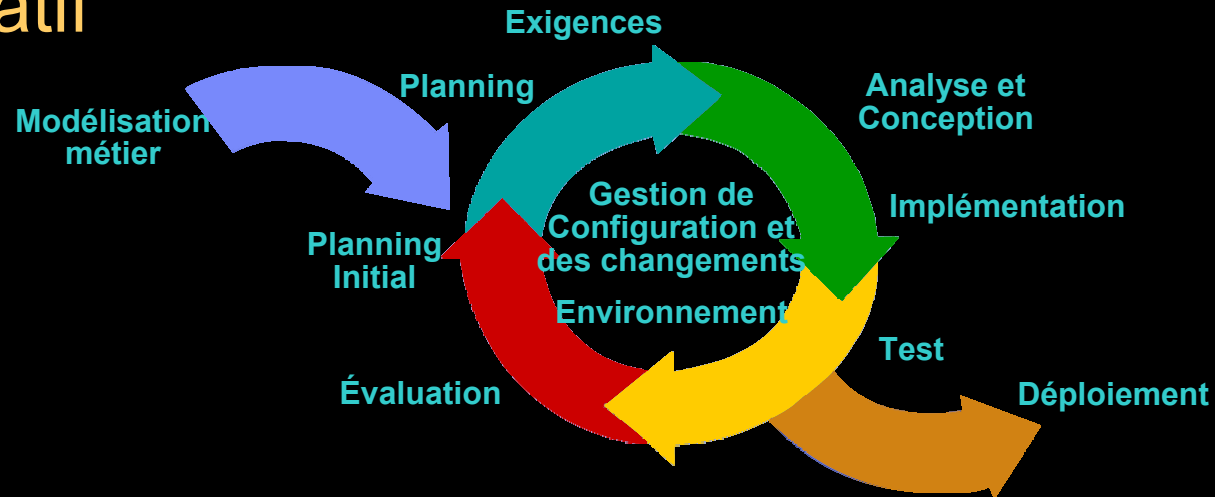 atif
Exigences
Planning
Analyse et
Conception
Modélisation
métier
Gestion de
Configuration et
des changements
Implémentation
Planning
Initial
Environnement
Test
Évaluation
Déploiement